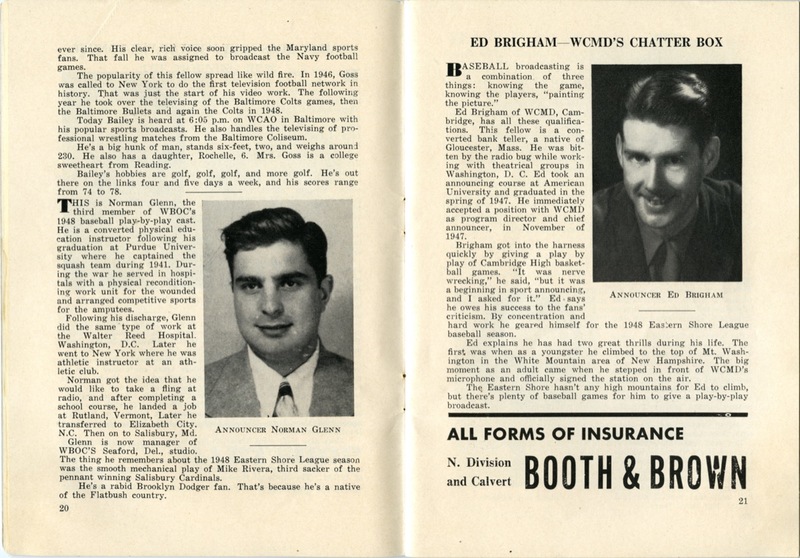 ever since. His clear, rich voice soon gripped the Maryland sports
fans. That fall he was assigned to broadcast the Navy football
games.
The popularity of this fellow spread like wild fire. In 1946, Goss
was called to New York to do the first television football network in
history. That was just the start of his video work. The following
year he took over the televising of the Baltimore Colts games, then
the Baltimore Bullets and again the Colts in 1948.
Today Bailey is heard at 6:05 p.m. on WCAO in Baltimore with
his popular sports broadcasts. He also handles the televising of pro-
fessional wrestling matches from the Baltimore Coliseum.
He's a big hunk of man, stands six-feet, two, and weighs around
230. He also has a daughter, Rochelle, 6. Mrs. Goss is a college
sweetheart from Reading.
Bailey's hobbies are golf, golf, golf, and more golf. He's out
there on the links four and five days a week, and his scores range
from 74 to 78.
THIS is Norman Glenn, the
third member of WBOC's
1948 baseball play-by-play cast.
He is a converted physical edu-
cation instructor following his
graduation at Purdue Univer-
sity where he captained the
squash team during 1941. Dur-
ing the war he served in hospi-
tals with a physical recondition-
ing work unit for the wounded
and arranged competitive sports
for the amputees.
Following his discharge, Glenn
did the same type of work at
the Walter Reed Hospital.
Washington, D.C. Later he
went to New York where he was
athletic instructor at an ath-
letic club.
Norman got the idea that he
would like to take a fling at
radio, and after completing a
school course, he landed a job
at Rutland, Vermont, Later he
transferred to Elizabeth City.
N.C. Then on to Salisbury, Md.
Glenn is now manager of
WBOC'S Seaford, Del., studio.
The thing he remembers about the 1948 Eastern Shore League season
was the smooth mechanical play of Mike Rivera, third sacker of the
pennant winning Salisbury Cardinals.
He's a rabid Brooklyn Dodger fan. That's because he's a native
of the Flatbush country.
ANNOUNCER NORMAN GLENN
20
ED BRIGHAM—WCMD'S CHATTER BOX
BASEBALL broadcasting is
a combination of three
things: knowing the game,
knowing the players, "painting
the picture."
Ed Brigham of WCMD, Cam-
bridge, has all these qualifica-
tions. This fellow is a con-
verted bank teller, a native of
Gloucester, Mass. He was bit-
ten by the radio bug while work-
ing with theatrical groups in
Washington, D. C. Ed took an
announcing course at American
University and graduated in the
spring of 1947. He immediately
accepted a position with WCMD
as program director and chief
announcer, in November of
1947.
Brigham got into the harness
quickly by giving a play by
play of Cambridge High basket-
ball games. "It was nerve
wrecking," he said, "but it was
a beginning in sport announcing,
and I asked for it." Ed says
he owes his success to the fans'
criticism. By concentration and
hard work he geared himself for the 1948 Eastern Shore League
baseball season.
Ed explains he has had two great thrills during his life. The
first was when as a youngster he climbed to the top of Mt. Wash-
ington in the White Mountain area of New Hampshire. The big
moment as an adult came when he stepped in front of WCMD's
microphone and officially signed the station on the air.
The Eastern Shore hasn't any high mountains for Ed to climb,
but there's plenty of baseball games for him to give a play-by-play
broadcast.
ANNOUNCER ED BRIGHAM
ALL FORMS OF INSURANCE
N. Division
and Calvert
BOOTH & BROWN
21